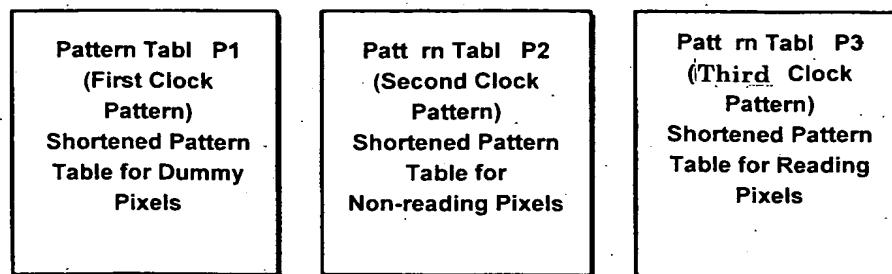 Pattern Tabl P1
(First Clock
Pattern)
Shortened Pattern
Table for Dummy
Pixels
Patt rn Tabl P2
(Second Clock
Pattern)
Shortened Pattern
Table for
Non-reading Pixels
Patt rn Tabl P3
(Third Clock
Pattern)
Shortened Pattern
Table for Reading
Pixels